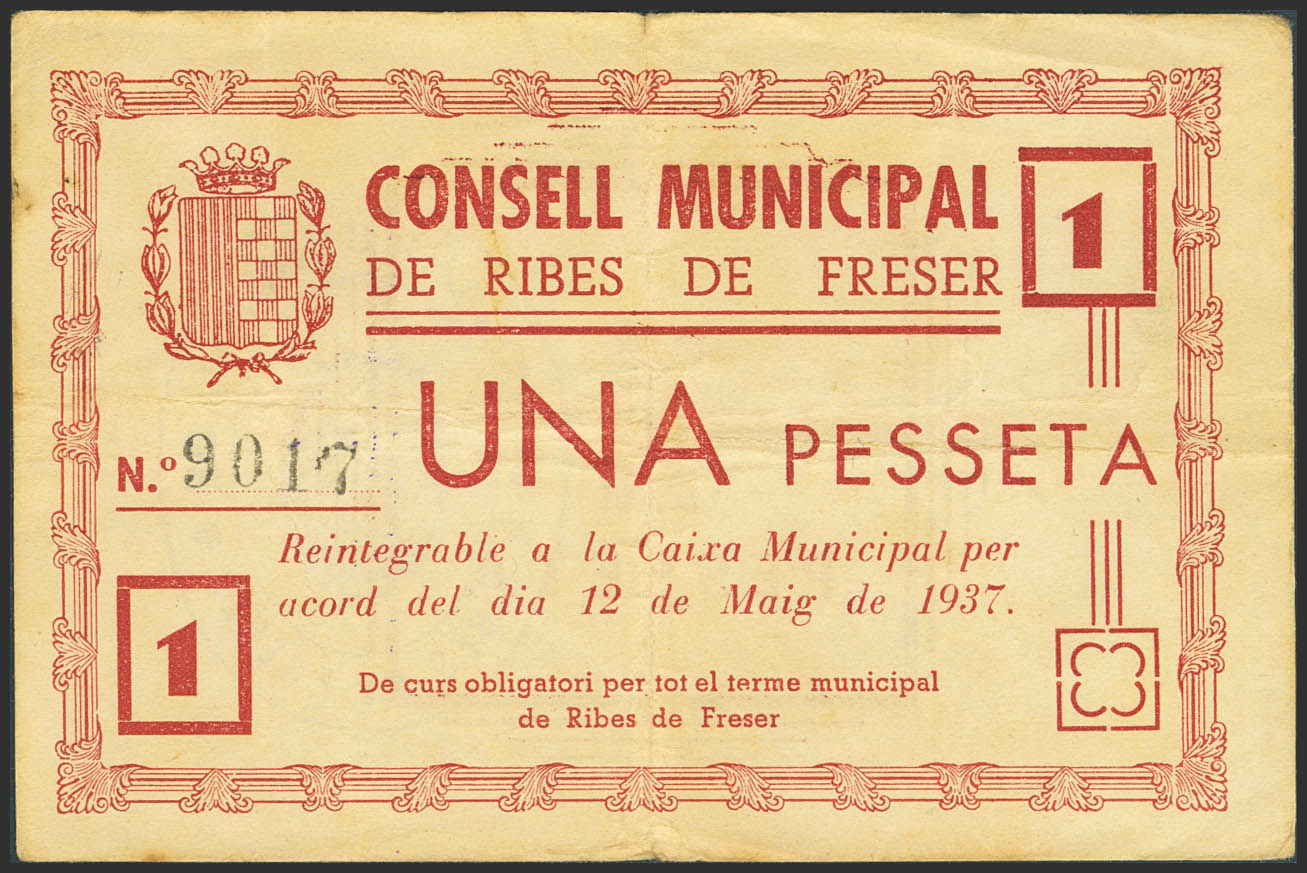 CONSELL MUNICIPAL
DE RIBES DE FRESER
1
UNA PESSETA
N.º 9017
Reintegrable a la Caixa Municipal per
acord del dia 12 de Maig de 1937.
1
De curs obligatori per tot el terme municipal
de Ribes de Freser